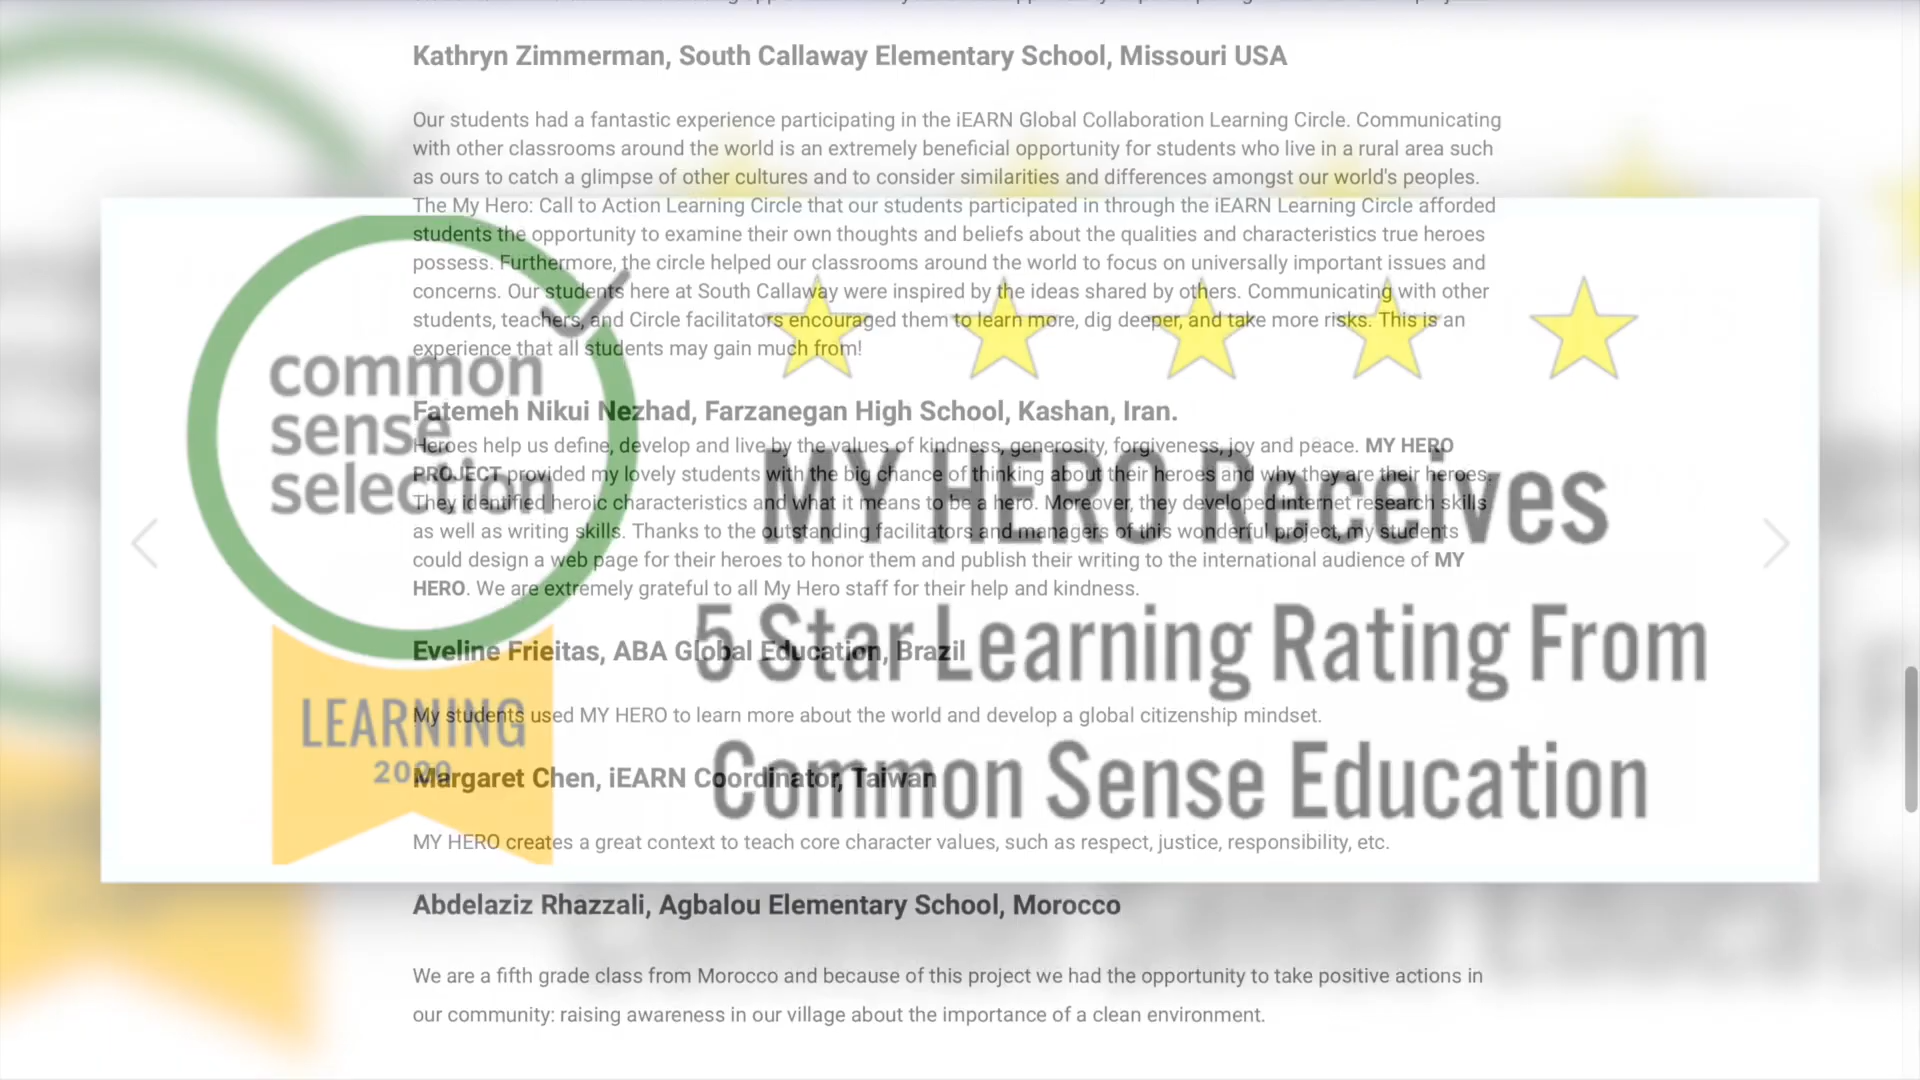 Kathryn Zimmerman, South Callaway Elementary School, Missouri USA
Our students had a fantastic experience participating in the iEARN Global Collaboration Learning Circle. Communicating
with other classrooms around the world is an extremely beneficial opportunity for students who live in a rural area such
as ours to catch a glimpse of other cultures and to consider similarities and differences amongst our world's peoples.
The My Hero: Call to Action Learning Circle that our students participated in through the iEARN Learning Circle afforded
students the opportunity to examine their own thoughts and beliefs about the qualities and characteristics true heroes
possess. Furthermore, the circle helped our classrooms around the world to focus on universally important issues and
concerns. Our students here at South Callaway were inspired by the ideas shared by others. Communicating with other
students, teachers, and Circle facilitators encouraged them to learn more, dig deeper, and take more risks. This is an
experience that all students may gain much from!
Fatemeh Nikui Nezhad, Farzanegan High School, Kashan, Iran.
Heroes help us define, develop and live by the values of kindness, generosity, forgiveness, joy and peace. MY HERO
PROJECT provided my lovely students with the big chance of thinking about their heroes and why they are their heroes.
They identified heroic characteristics and what it means to be a hero. Moreover, they developed internet research skills
as well as writing skills. Thanks to the outstanding facilitators and managers of this wonderful project, my students
could design a web page for their heroes to honor them and publish their writing to the international audience of MY
HERO. We are extremely grateful to all My Hero staff for their help and kindness.
Eveline Frieitas, ABA Global Education, Brazil
My students used MY HERO to learn more about the world and develop a global citizenship mindset.
Margaret Chen, iEARN Coordinator, Taiwan
MY HERO creates a great context to teach core character values, such as respect, justice, responsibility, etc.
Abdelaziz Rhazzali, Agbalou Elementary School, Morocco
We are a fifth grade class from Morocco and because of this project we had the opportunity to take positive actions in
our community: raising awareness in our village about the importance of a clean environment.
common
sense
selection
LEARNING
2020
MY HERO Receives
5 Star Learning Rating From
Common Sense Education